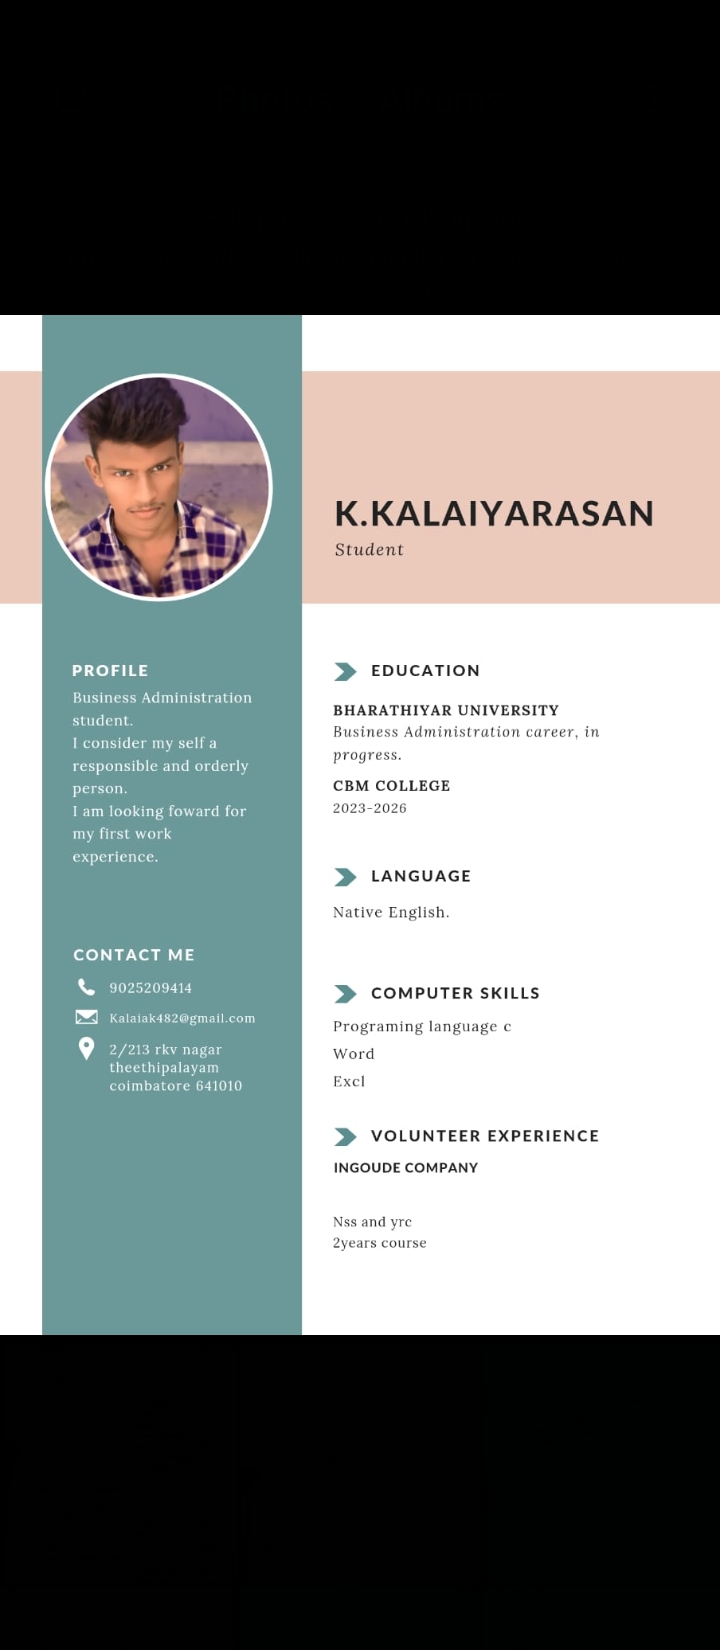 K.KALAIYARASAN
Student
PROFILE
Business Administration
student.
I consider my self a
responsible and orderly
person.
I am looking foward for
my first work
experience.
CONTACT ME
9025209414
Kalaiak482@gmail.com
2/213 rkv nagar
theethipalayam
coimbatore 641010
EDUCATION
BHARATHIYAR UNIVERSITY
Business Administration career, in
progress.
CBM COLLEGE
2023-2026
LANGUAGE
Native English.
COMPUTER SKILLS
Programing language c
Word
Excl
VOLUNTEER EXPERIENCE
INGOUDE COMPANY
Nss and yrc
2years course